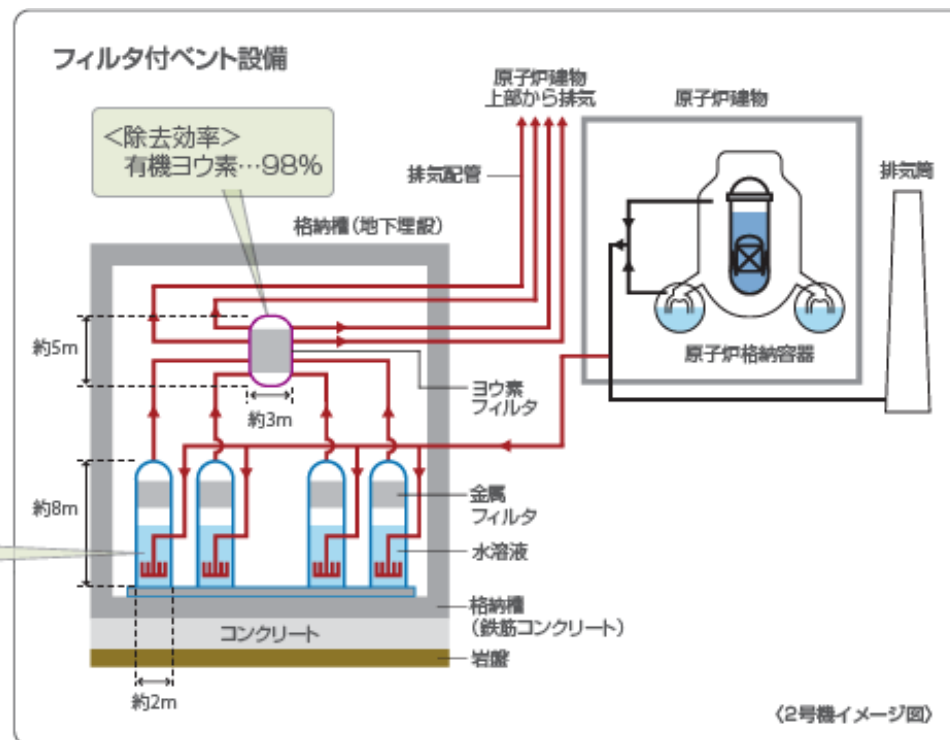 フィルタ付ベント設備
<除去効率>
有機ヨウ素…98%
原子炉建物
上部から排気
原子炉建物
排気配管
排気筒
格納槽(地下埋設)
約5m
約3m
ヨウ素
フィルタ
原子炉格納容器
約8m
金属
フィルタ
水溶液
格納槽
(鉄筋コンクリート)
コンクリート
岩盤
約2m
〈2号機イメージ図〉